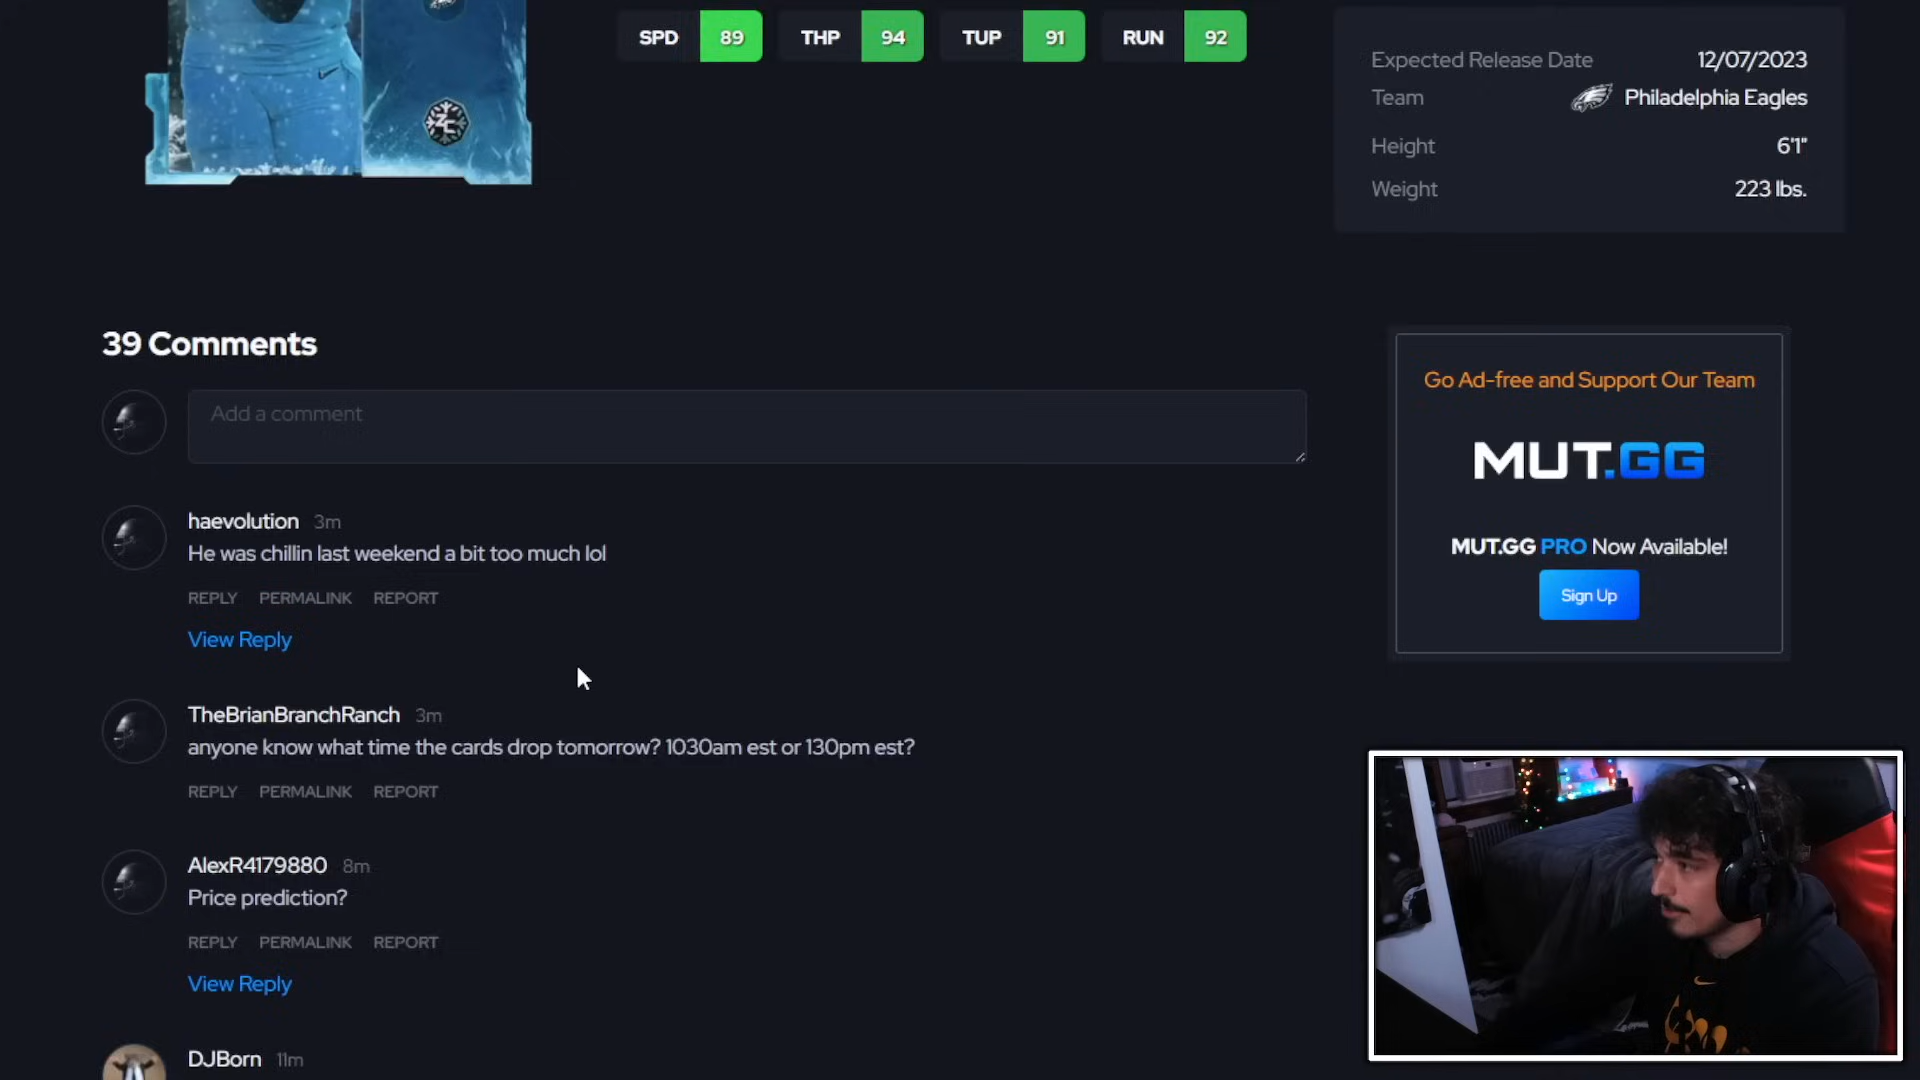 SPD 89 THP 94 TUP 91 RUN 92
Expected Release Date 12/07/2023
Team Philadelphia Eagles
Height 6'1"
Weight 223 lbs.
ZC
39 Comments
Add a comment
haevolution 3m
He was chillin last weekend a bit too much lol
REPLY PERMALINK REPORT
View Reply
TheBrianBranchRanch 3m
anyone know what time the cards drop tomorrow? 1030am est or 130pm est?
REPLY PERMALINK REPORT
AlexR4179880 8m
Price prediction?
REPLY PERMALINK REPORT
View Reply
DJBorn 11m
Go Ad-free and Support Our Team
MUT.GG
MUT.GG PRO Now Available!
Sign Up